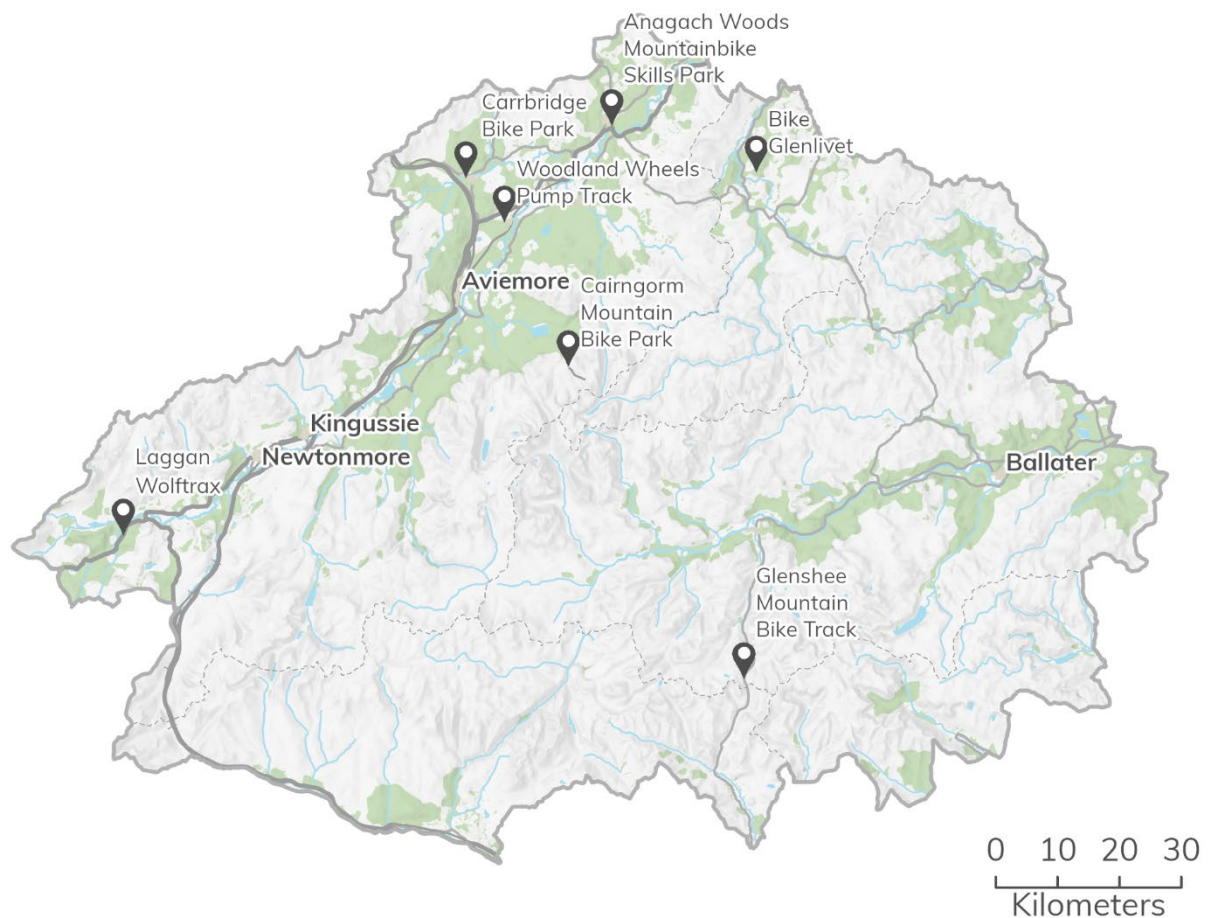 Anagach Woods
Mountainbike
Skills Park
Carrbridge
Bike Park
Bike
Glenlivet
Woodland Wheels
Pump Track
Aviemore
Cairngorm
Mountain
Bike Park
Kingussie
Newtonmore
Laggan
Wolftrax
Ballater
Glenshee
Mountain
Bike Track
0 10 20 30
Kilometers